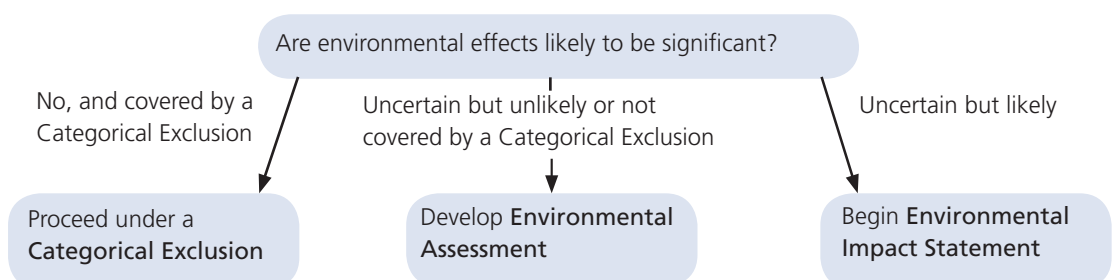 Are environmental effects likely to be significant?
No, and covered by a
Categorical Exclusion
Uncertain but unlikely or not
covered by a Categorical Exclusion
Uncertain but likely
Proceed under a
Categorical Exclusion
Develop Environmental
Assessment
Begin Environmental
Impact Statement